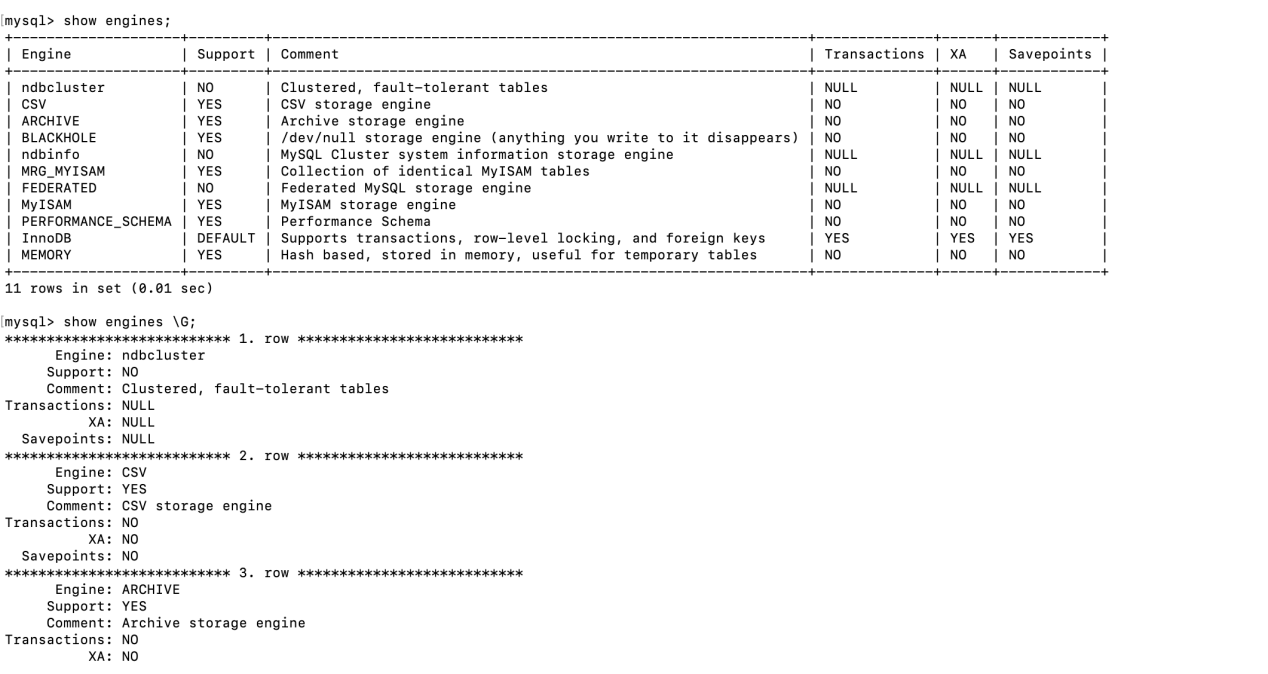 mysql> show engines;
+--------------------+---------+----------------------------------------------------------------+--------------+------+------------+
| Engine             | Support | Comment                                                        | Transactions | XA   | Savepoints |
+--------------------+---------+----------------------------------------------------------------+--------------+------+------------+
| ndbcluster         | NO      | Clustered, fault-tolerant tables                               | NULL         | NULL | NULL       |
| CSV                | YES     | CSV storage engine                                             | NO           | NO   | NO         |
| ARCHIVE            | YES     | Archive storage engine                                         | NO           | NO   | NO         |
| BLACKHOLE          | YES     | /dev/null storage engine (anything you write to it disappears) | NO           | NO   | NO         |
| ndbinfo            | NO      | MySQL Cluster system information storage engine                | NULL         | NULL | NULL       |
| MRG_MYISAM         | YES     | Collection of identical MyISAM tables                          | NO           | NO   | NO         |
| FEDERATED          | NO      | Federated MySQL storage engine                                 | NULL         | NULL | NULL       |
| MyISAM             | YES     | MyISAM storage engine                                          | NO           | NO   | NO         |
| PERFORMANCE_SCHEMA | YES     | Performance Schema                                             | NO           | NO   | NO         |
| InnoDB             | DEFAULT | Supports transactions, row-level locking, and foreign keys     | YES          | YES  | YES        |
| MEMORY             | YES     | Hash based, stored in memory, useful for temporary tables      | NO           | NO   | NO         |
+--------------------+---------+----------------------------------------------------------------+--------------+------+------------+
11 rows in set (0.01 sec)
mysql> show engines \G;
*************************** 1. row ***************************
      Engine: ndbcluster
     Support: NO
     Comment: Clustered, fault-tolerant tables
Transactions: NULL
          XA: NULL
  Savepoints: NULL
*************************** 2. row ***************************
      Engine: CSV
     Support: YES
     Comment: CSV storage engine
Transactions: NO
          XA: NO
  Savepoints: NO
*************************** 3. row ***************************
      Engine: ARCHIVE
     Support: YES
     Comment: Archive storage engine
Transactions: NO
          XA: NO